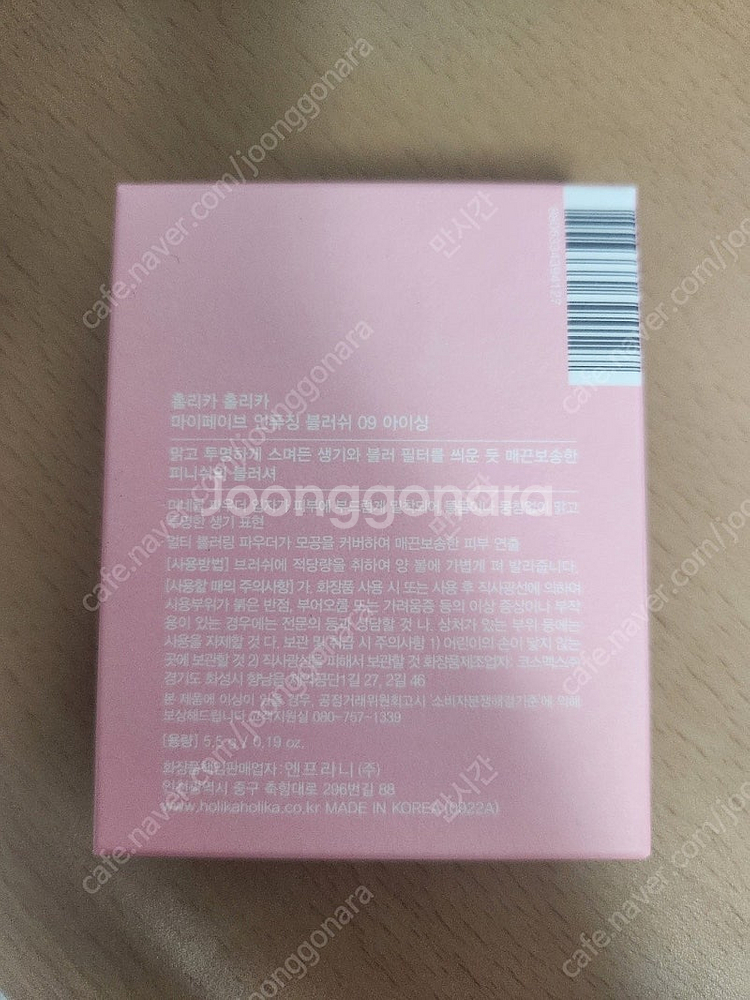 홀리카 홀리카
마이페이브 앤뮤징 블러쉬 09 아이싱
맑고 투명하게 스며든 생기와 블러 필터를 씌운 듯 매끈보송한
피니쉬의 블러셔
Joonggonara
투명한 생기 표현
멀티 블러링 파우더가 모공을 커버하여 매끈보송한 피부 연출
[사용방법] 브러쉬에 적당량을 취하여 양 볼에 가볍게 펴 발라줍니다.
[사용할 때의 주의사항] 가. 화장품 사용 시 또는 사용 후 직사광선에 의하여
사용부위가 붉은 반점, 부어오름 또는 가려움증 등의 이상 증상이나 부작
용이 있는 경우에는 전문의 등과 상담할 것 나. 상처가 있는 부위 등에는
사용을 자제할 것 다. 보관 및 취급 시 주의사항 1) 어린이의 손이 닿지 않는
곳에 보관할 것 2) 직사광선을 피해서 보관할 것 화장품제조업자: 코스맥스㈜
경기도 화성시 향남읍 제약공단1길 27, 2길 46
본 제품에 이상이 있을 경우, 공정거래위원회고시 '소비자분쟁해결기준'에 의해
보상해드립니다. 고객지원실 080-757-1339
[용량] 5.5 g / 0.19 oz.
화장품책임판매업자 : 엔프라니 (주)
인천광역시 중구 축항대로 296번길 88
www.holikaholika.co.kr MADE IN KOREA (0922A)
cafe.naver.com/joonggonara
만시간